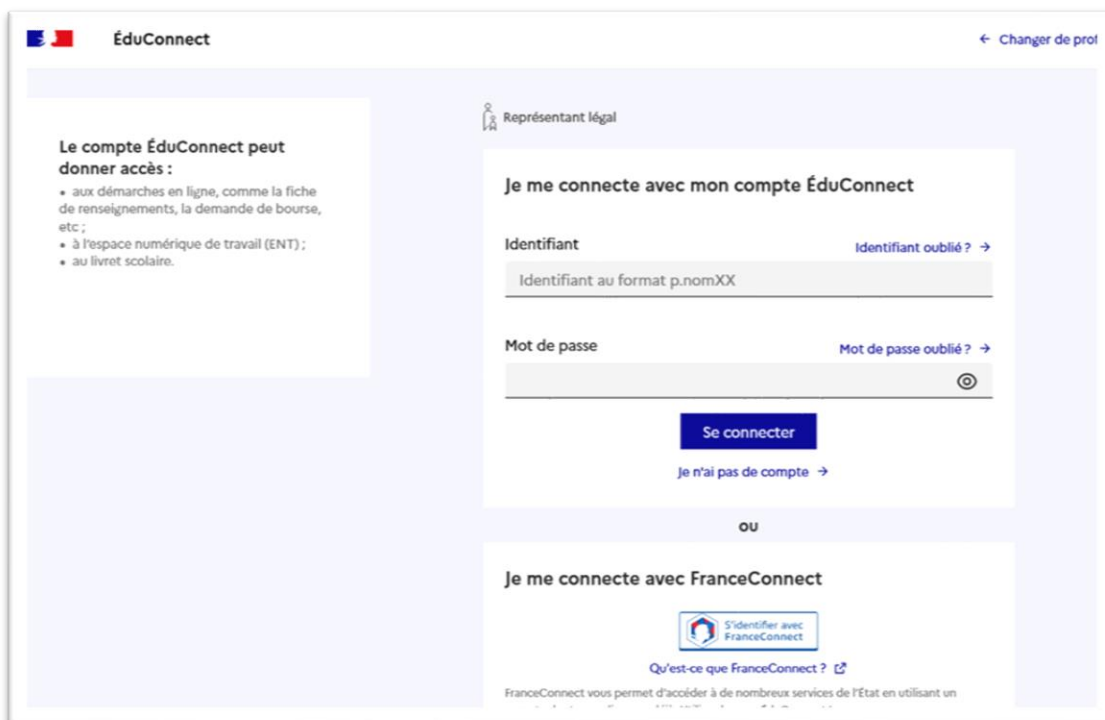 ÉduConnect
← Changer de prof
Le compte ÉduConnect peut
donner accès :
• aux démarches en ligne, comme la fiche
de renseignements, la demande de bourse,
etc ;
• à l'espace numérique de travail (ENT) ;
• au livret scolaire.
Représentant légal
Je me connecte avec mon compte ÉduConnect
Identifiant
Identifiant oublié ? →
Identifiant au format p.nomXX
Mot de passe
Mot de passe oublié ? →
Se connecter
Je n'ai pas de compte →
OU
Je me connecte avec FranceConnect
S'identifier avec
FranceConnect
Qu'est-ce que FranceConnect ?
FranceConnect vous permet d'accéder à de nombreux services de l'État en utilisant un